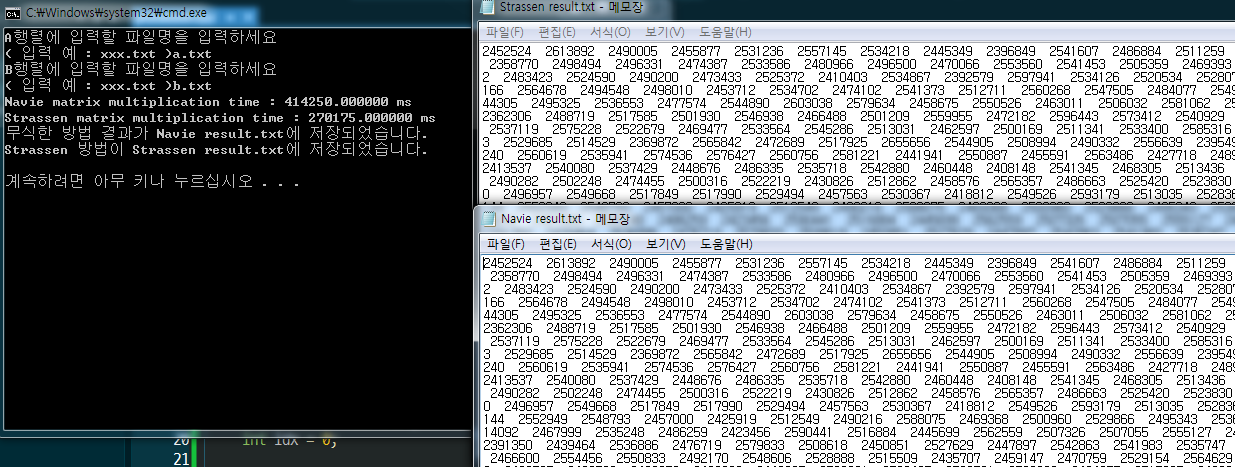 C:\Windows\system32\cmd.exe
A행렬에 입력할 파일명을 입력하세요
( 입력 예 : xxx.txt )a.txt
B행렬에 입력할 파일명을 입력하세요
( 입력 예 : xxx.txt )b.txt
Navie matrix multiplication time : 414250.000000 ms
Strassen matrix multiplication time : 270175.000000 ms
무식한 방법 결과가 Navie result.txt에 저장되었습니다.
Strassen 방법이 Strassen result.txt에 저장되었습니다.
계속하려면 아무 키나 누르십시오 . . .
20 int idx = 0;
21
Strassen result.txt - 메모장
파일(F) 편집(E) 서식(O) 보기(V) 도움말(H)
2452524 2613892 2490005 2455877 2531236 2557145 2534218 2445349 2396849 2541607 2486884 2511259
2358770 2498494 2496331 2474387 2533586 2480966 2496500 2470066 2553560 2541453 2505359 2469393
2 2483423 2524590 2490200 2473433 2525372 2410403 2534867 2392579 2597941 2534126 2520534 252807
166 2564678 2494548 2498010 2453712 2534702 2474102 2541373 2512711 2560268 2547505 2484077 2549
44305 2495325 2536553 2477574 2544890 2603038 2579634 2458675 2550526 2463011 2506032 2581062 25
2362306 2488719 2517585 2501930 2546938 2466488 2501209 2559955 2472182 2596443 2573412 2540929
2537119 2575228 2522679 2469477 2533564 2545286 2531363 2462597 2500169 2511341 2533400 2585316
3 2529685 2514529 2369872 2565842 2472689 2517925 2655656 2544905 2508994 2490332 2556639 239549
240 2560619 2535941 2574536 2576427 2560756 2581221 2441941 2550887 2455591 2563486 2427718 2489
2413537 2540080 2537429 2448676 2486335 2535718 2542880 2460448 2408148 2541345 2468305 2513436
2490282 2502248 2474455 2500316 2522219 2430826 2512863 2458576 2565357 2486663 2525420 2523830
0 2496957 2549668 2517849 2517990 2529494 2457563 2530367 2418812 2549526 2593179 2513035 252836
Navie result.txt - 메모장
파일(F) 편집(E) 서식(O) 보기(V) 도움말(H)
2452524 2613892 2490005 2455877 2531236 2557145 2534218 2445349 2396849 2541607 2486884 2511259
2358770 2498494 2496331 2474387 2533586 2480966 2496500 2470066 2553560 2541453 2505359 2469393
2 2483423 2524590 2490200 2473433 2525372 2410403 2534867 2392579 2597941 2534126 2520534 252807
166 2564678 2494548 2498010 2453712 2534702 2474102 2541373 2512711 2560268 2547505 2484077 2549
44305 2495325 2536553 2477574 2544890 2603038 2579634 2458675 2550526 2463011 2506032 2581062 25
2362306 2488719 2517585 2501930 2546938 2466488 2501209 2559955 2472182 2596443 2573412 2540929
2537119 2575228 2522679 2469477 2533564 2545286 2531363 2462597 2500169 2511341 2533400 2585316
3 2529685 2514529 2369872 2565842 2472689 2517925 2655656 2544905 2508994 2490332 2556639 239549
240 2560619 2535941 2574536 2576427 2560756 2581221 2441941 2550887 2455591 2563486 2427718 2489
2413537 2540080 2537429 2448676 2486335 2535718 2542880 2460448 2408148 2541345 2468305 2513436
2490282 2502248 2474455 2500316 2522219 2430826 2512863 2458576 2565357 2486663 2525420 2523830
0 2496957 2549668 2517849 2517990 2529494 2457563 2530367 2418812 2549526 2593179 2513035 252836
144 2552949 2548793 2457000 2425919 2512549 2490216 2588075 2469368 2500960 2529866 2495343 2536
14092 2467999 2535248 2486259 2423456 2590441 2516884 2445699 2562559 2507326 2507055 2555127 24
2391350 2439464 2536886 2476719 2579833 2508618 2450851 2527629 2447897 2542863 2541983 2535747
2466600 2554456 2550833 2492170 2548606 2528988 2515509 2435707 2459147 2470759 2529154 2564629